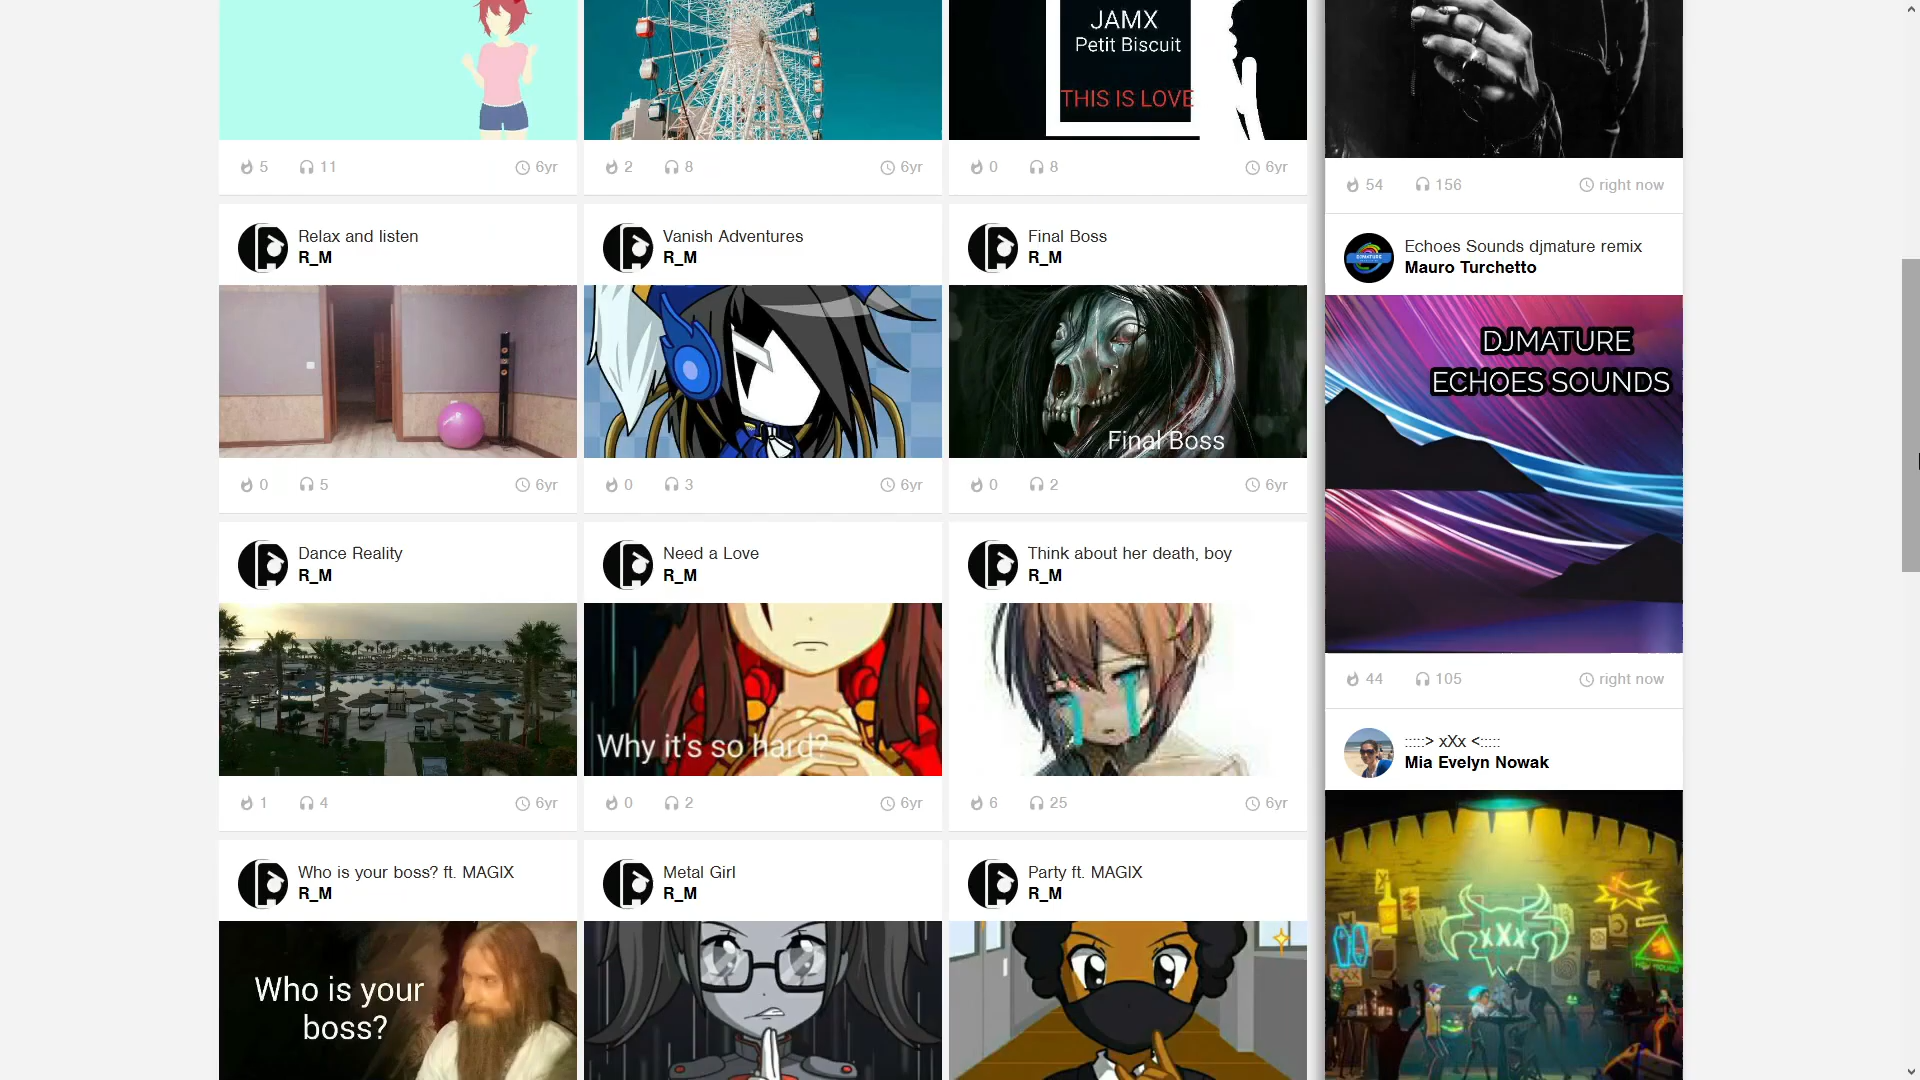 JAMX
Petit Biscuit
THIS IS LOVE
5 11 6yr
2 8 6yr
0 8 6yr
54 156 right now
Relax and listen
R_M
Vanish Adventures
R_M
Final Boss
R_M
Final Boss
0 5 6yr
0 3 6yr
0 2 6yr
Echoes Sounds djmature remix
Mauro Turchetto
DJMATURE
DJMATURE
ECHOES SOUNDS
44 105 right now
Dance Reality
R_M
Need a Love
R_M
Think about her death, boy
R_M
Why it's so hard?
1 4 6yr
0 2 6yr
6 25 6yr
:::::> xXx <:::::
Mia Evelyn Nowak
xXx
Who is your boss? ft. MAGIX
R_M
Metal Girl
R_M
Party ft. MAGIX
R_M
Who is your
boss?